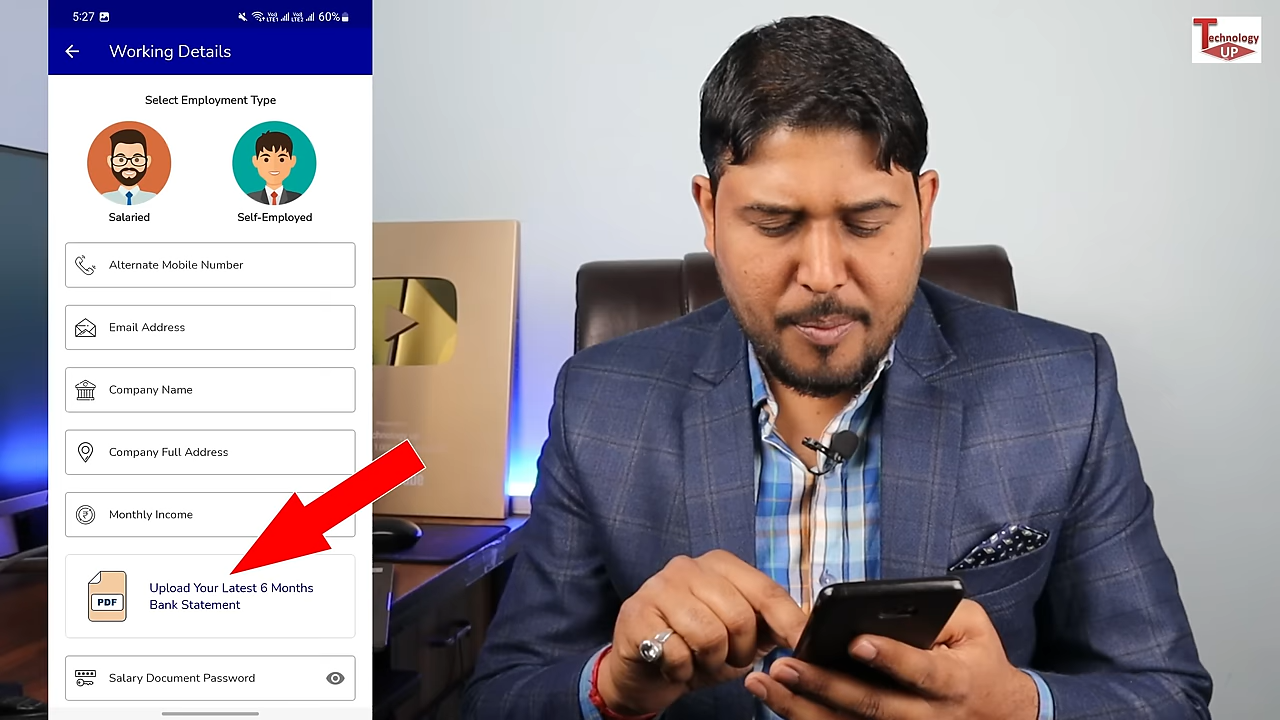 5:27
60%
Working Details
Select Employment Type
Salaried
Self-Employed
Alternate Mobile Number
Email Address
Company Name
Company Full Address
Monthly Income
PDF
Upload Your Latest 6 Months
Bank Statement
Salary Document Password
Technology
UP